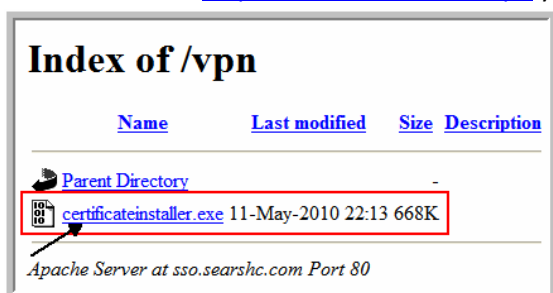 Index of /vpn
Name Last modified Size Description
Parent Directory -
certificateinstaller.exe 11-May-2010 22:13 668K
Apache Server at sso.searshc.com Port 80